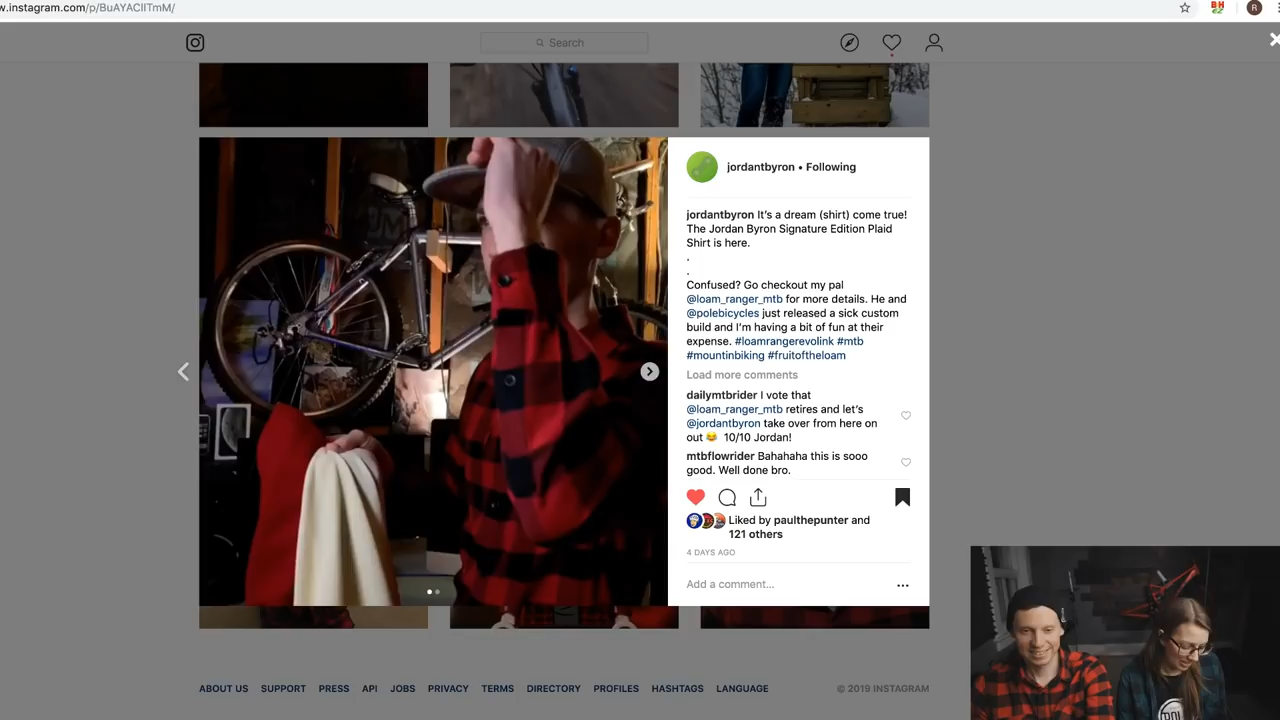 w.instagram.com/p/BuAYACIITmM/
BH
R
Search
jordantbyron • Following
jordantbyron It's a dream (shirt) come true!
The Jordan Byron Signature Edition Plaid
Shirt is here.
.
.
Confused? Go checkout my pal
@loam_ranger_mtb for more details. He and
@polebicycles just released a sick custom
build and I'm having a bit of fun at their
expense. #loamrangerevolink #mtb
#mountinbiking #fruitoftheloam
Load more comments
dailymtbrider I vote that
@loam_ranger_mtb retires and let's
@jordantbyron take over from here on
out 😂 10/10 Jordan!
mtbflowrider Bahahaha this is sooo
good. Well done bro.
Liked by paulthepunter and
121 others
4 DAYS AGO
Add a comment...
ABOUT US SUPPORT PRESS API JOBS PRIVACY TERMS DIRECTORY PROFILES HASHTAGS LANGUAGE © 2019 INSTAGRAM